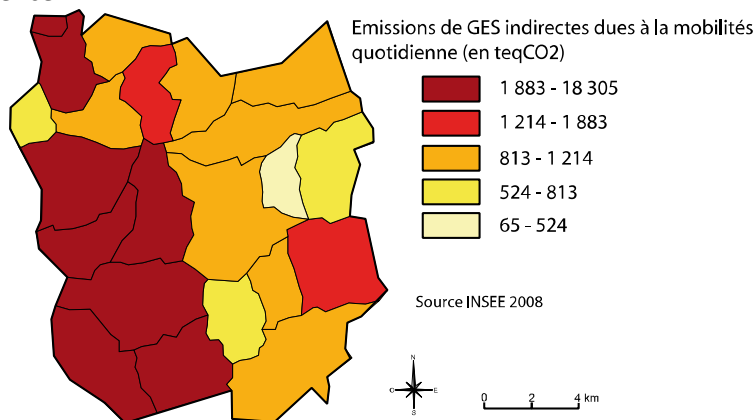 Emissions de GES indirectes dues à la mobilités
quotidienne (en teqCO2)
1 883 - 18 305
1 214 - 1 883
813 - 1 214
524 - 813
65 - 524
Source INSEE 2008
N
O E
S
0 2 4 km